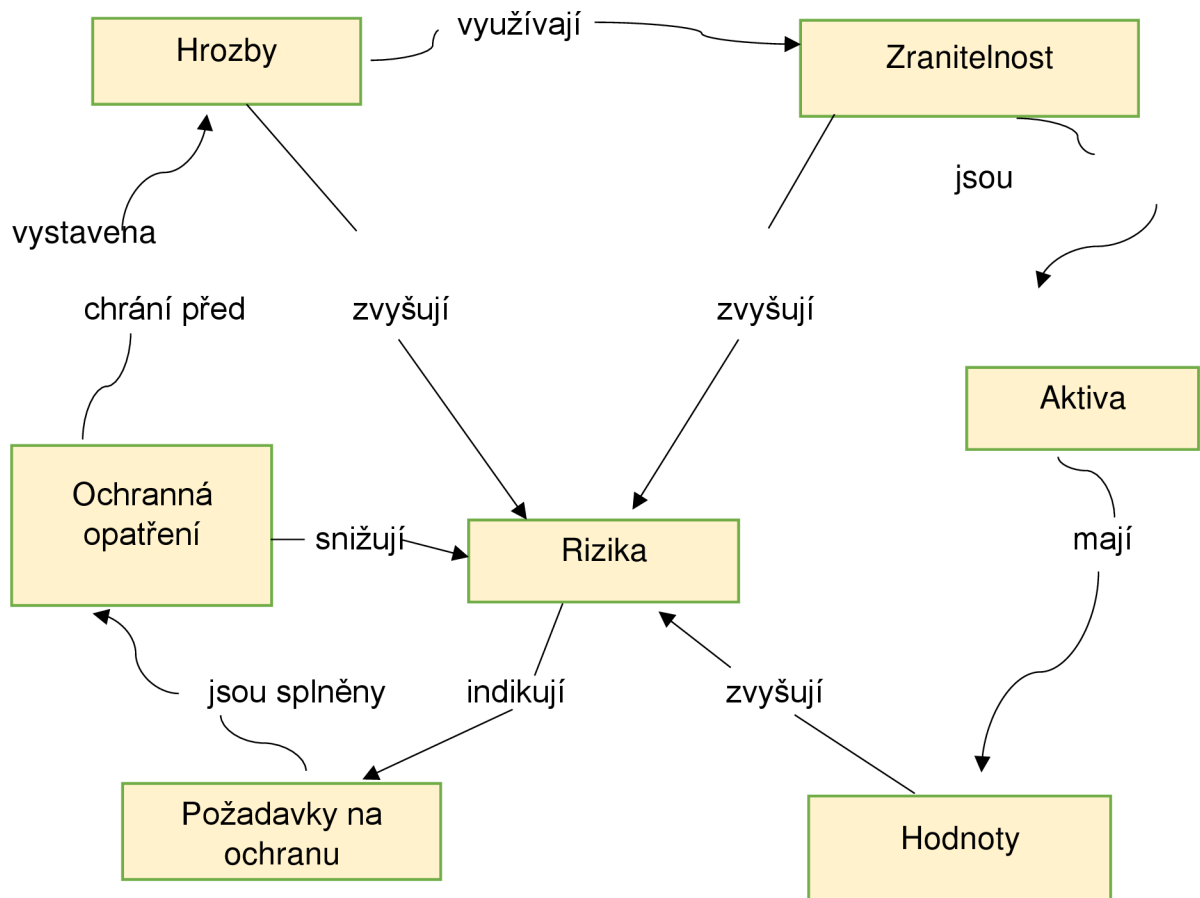 využívají
Hrozby
Zranitelnost
jsou
vystavena
chrání před
zvyšují
zvyšují
Aktiva
Ochranná
opatření
snižují
Rizika
mají
jsou splněny
indikují
zvyšují
Požadavky na
ochranu
Hodnoty